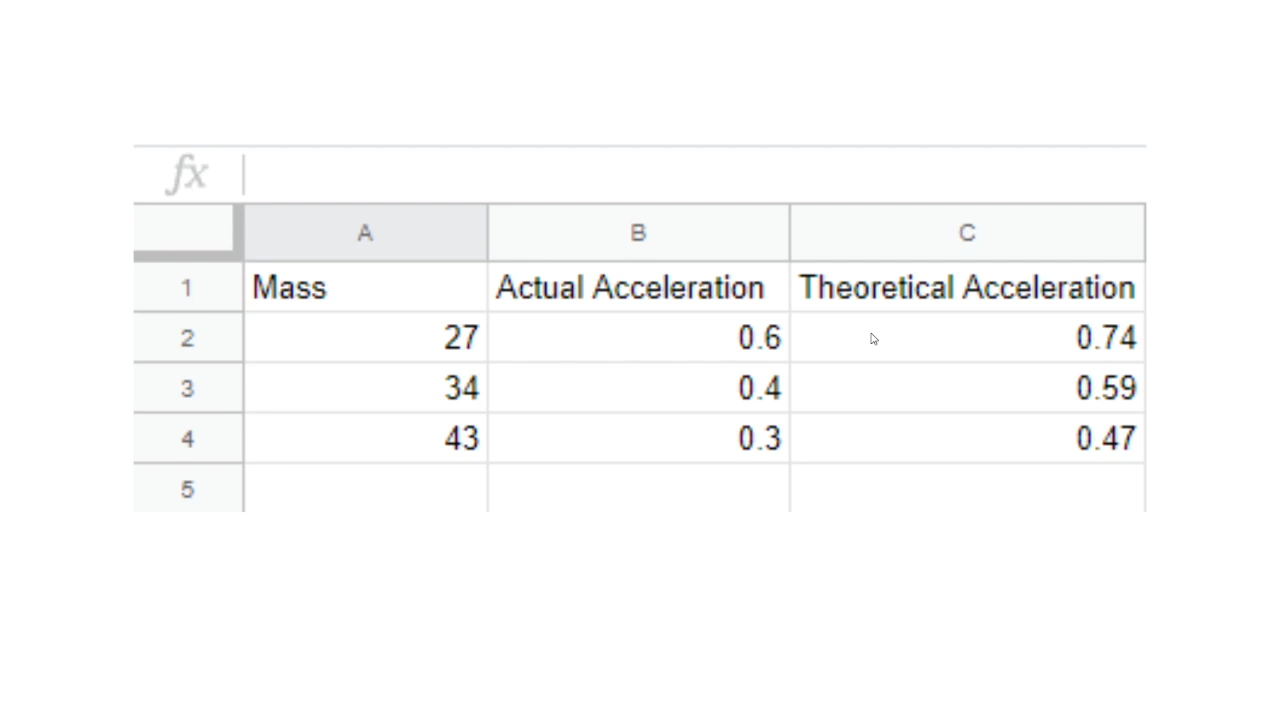 fx
A B C
1 Mass Actual Acceleration Theoretical Acceleration
2 27 0.6 0.74
3 34 0.4 0.59
4 43 0.3 0.47
5